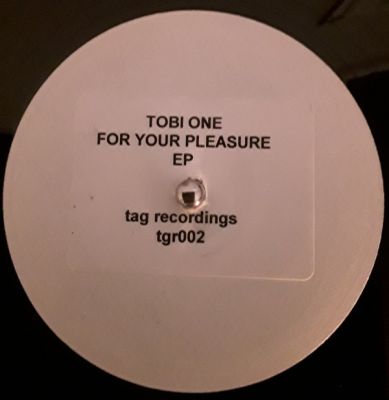 TOBI ONE
FOR YOUR PLEASURE
EP
tag recordings
tgr002